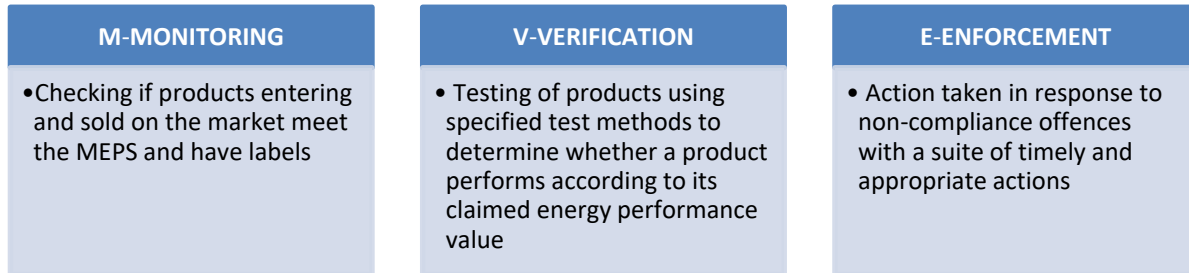 M-MONITORING
•Checking if products entering
and sold on the market meet
the MEPS and have labels
V-VERIFICATION
• Testing of products using
specified test methods to
determine whether a product
performs according to its
claimed energy performance
value
E-ENFORCEMENT
• Action taken in response to
non-compliance offences
with a suite of timely and
appropriate actions